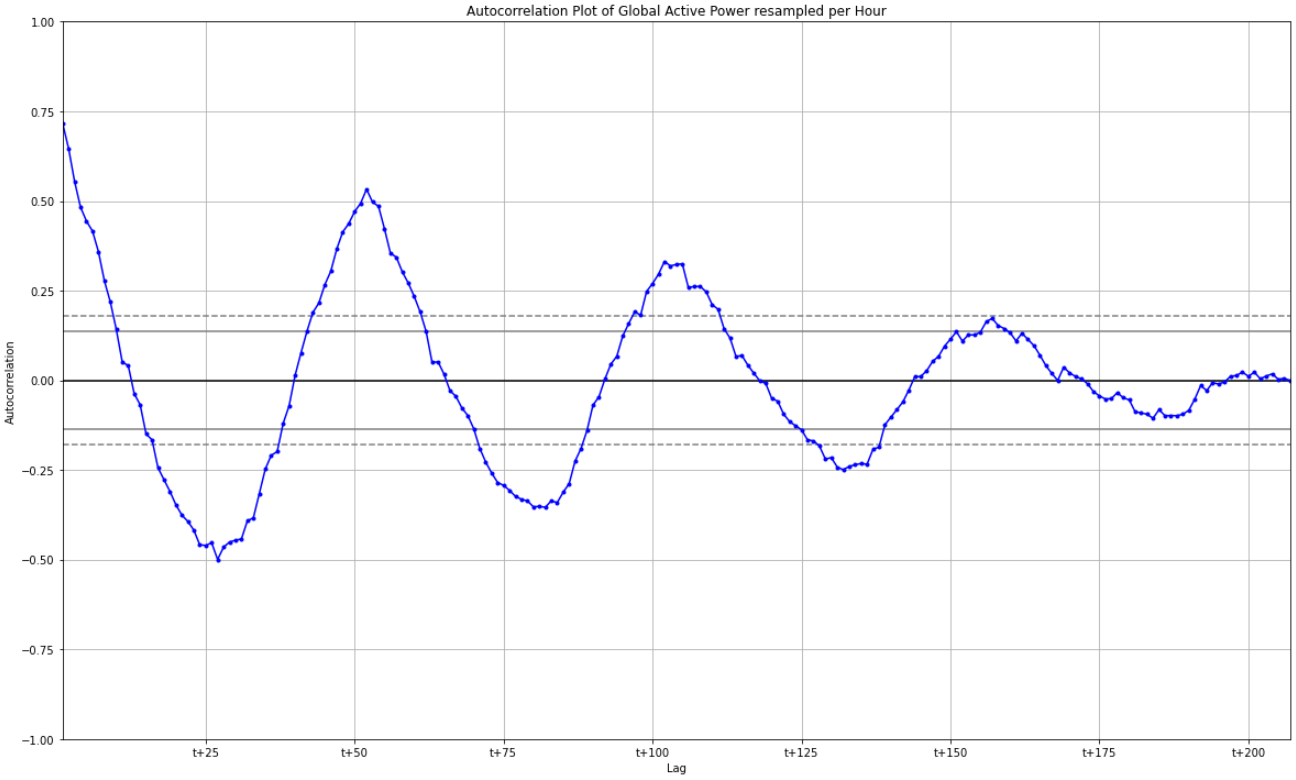 Autocorrelation Plot of Global Active Power resampled per Hour
1.00
0.75
0.50
0.25
0.00
−0.25
−0.50
−0.75
−1.00
Autocorrelation
t+25 t+50 t+75 t+100 t+125 t+150 t+175 t+200
Lag